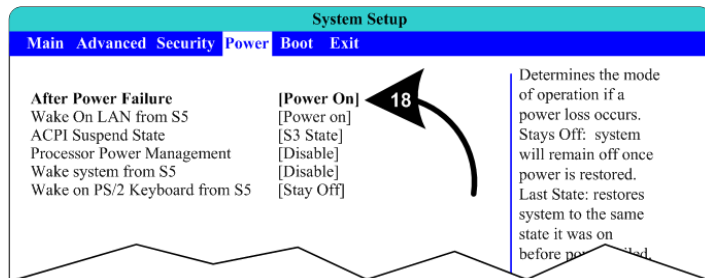 System Setup
Main Advanced Security Power Boot Exit
After Power Failure [Power On]
18
Wake On LAN from S5 [Power on]
ACPI Suspend State [S3 State]
Processor Power Management [Disable]
Wake system from S5 [Disable]
Wake on PS/2 Keyboard from S5 [Stay Off]
Determines the mode
of operation if a
power loss occurs.
Stays Off: system
will remain off once
power is restored.
Last State: restores
system to the same
state it was on
before